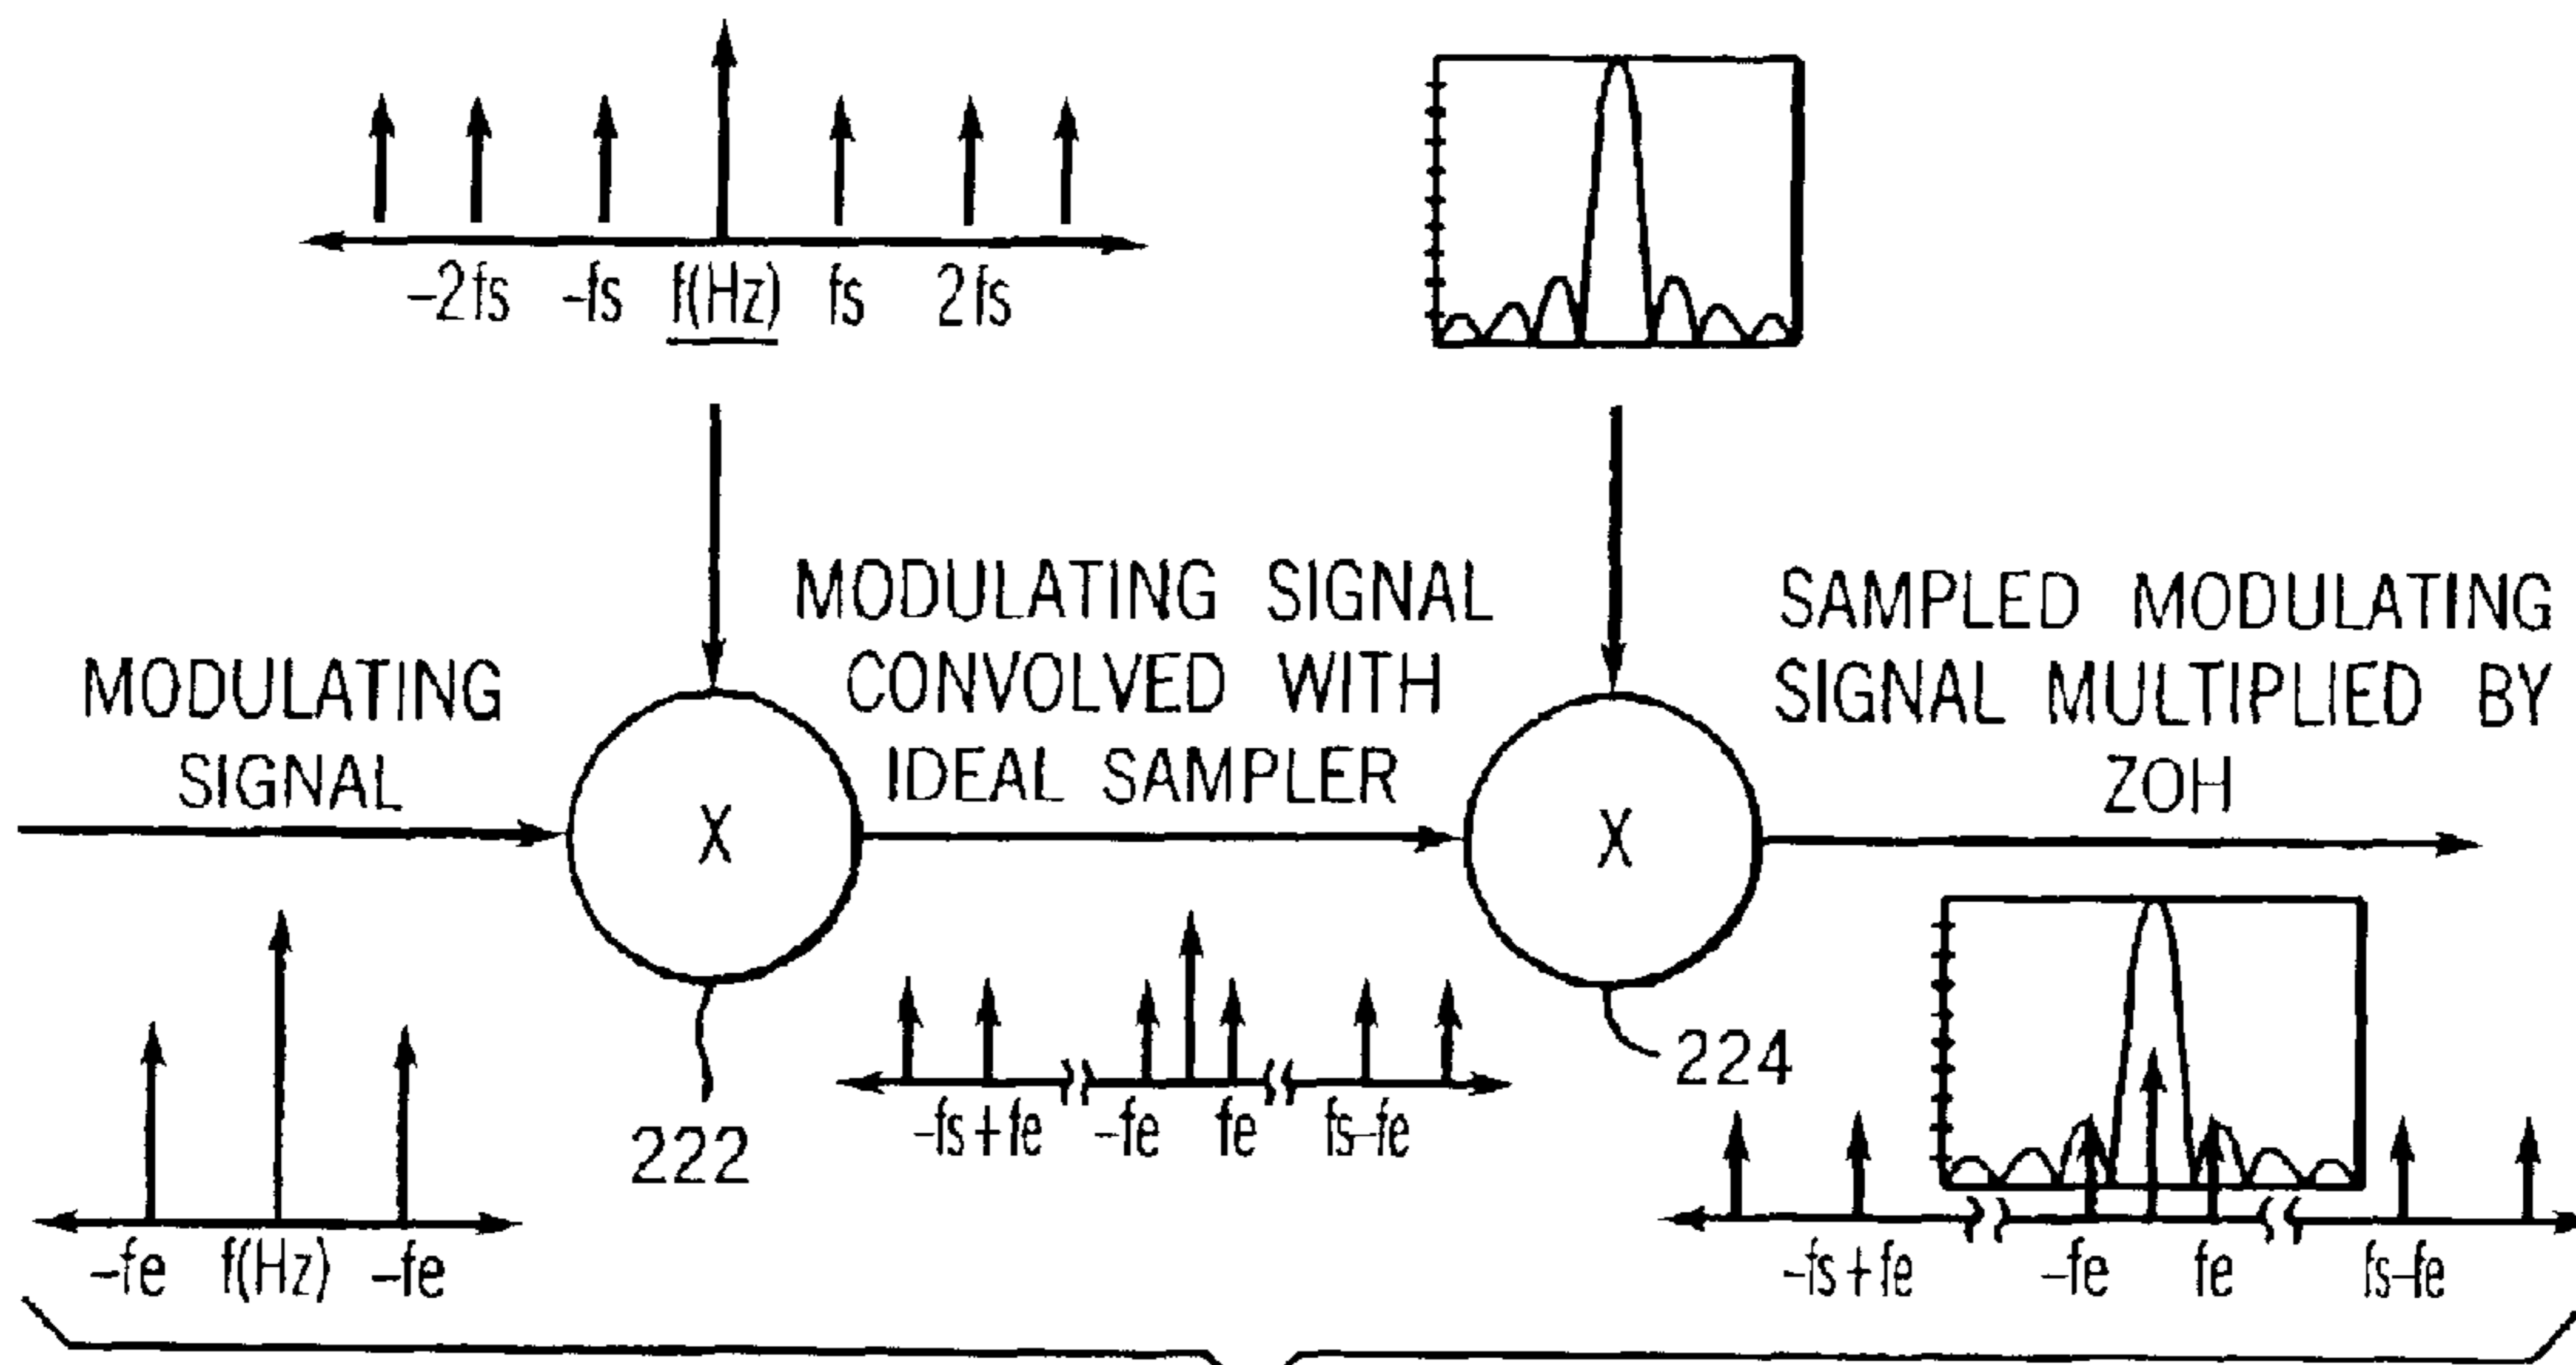 -2fs -fs f(Hz) fs 2fs
MODULATING
SIGNAL
MODULATING SIGNAL
CONVOLVED WITH
IDEAL SAMPLER
SAMPLED MODULATING
SIGNAL MULTIPLIED BY
ZOH
X
X
222
224
-fe f(Hz) -fe
-fs+fe -fe fe fs-fe
-fs+fe -fe fe fs-fe